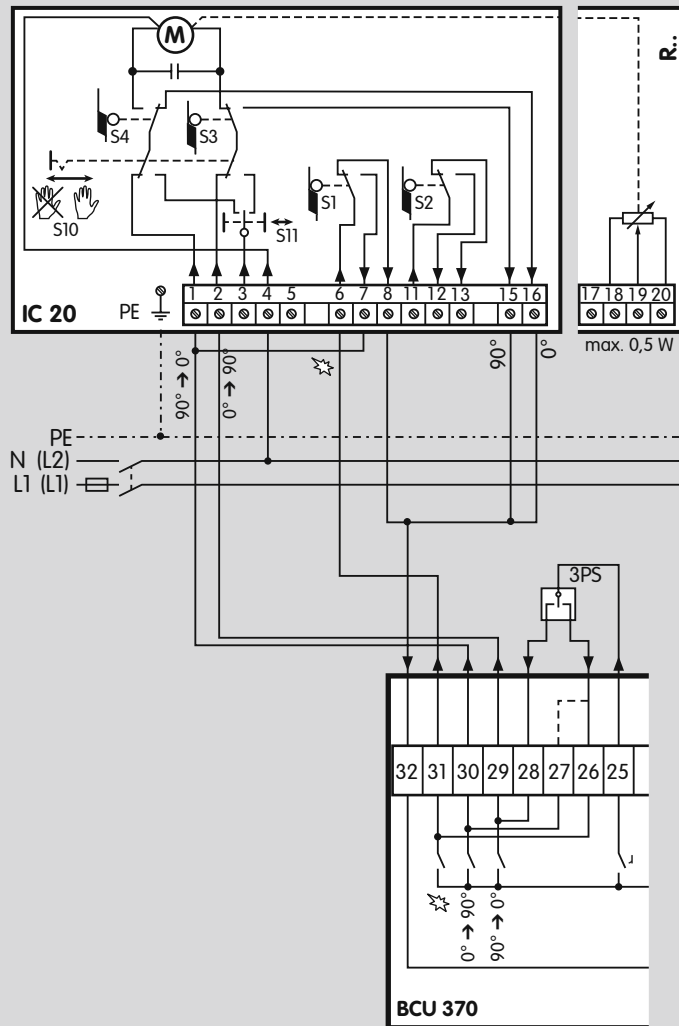 M
R..
S4
S3
S1
S2
S10
S11
1 2 3 4 5 6 7 8 11 12 13 15 16
17 18 19 20
IC 20
PE
max. 0,5 W
90° → 0°
0° → 90°
90°
0°
PE
N (L2)
L1 (L1)
3PS
32 31 30 29 28 27 26 25
0° → 90°
90° → 0°
BCU 370